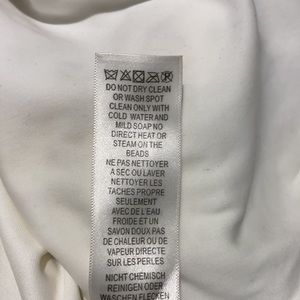 DO NOT DRY CLEAN
OR WASH SPOT
CLEAN ONLY WITH
COLD WATER AND
MILD SOAP NO
DIRECT HEAT OR
STEAM ON THE
BEADS
NE PAS NETTOYER
A SEC OU LAVER
NETTOYER LES
TACHES PROPRE
SEULEMENT
AVEC DE L'EAU
FROIDE ET UN
SAVON DOUX PAS
DE CHALEUR OU DE
VAPEUR DIRECTE
SUR LES PERLES
NICHT CHEMISCH
REINIGEN ODER
WASCHEN FLECKEN